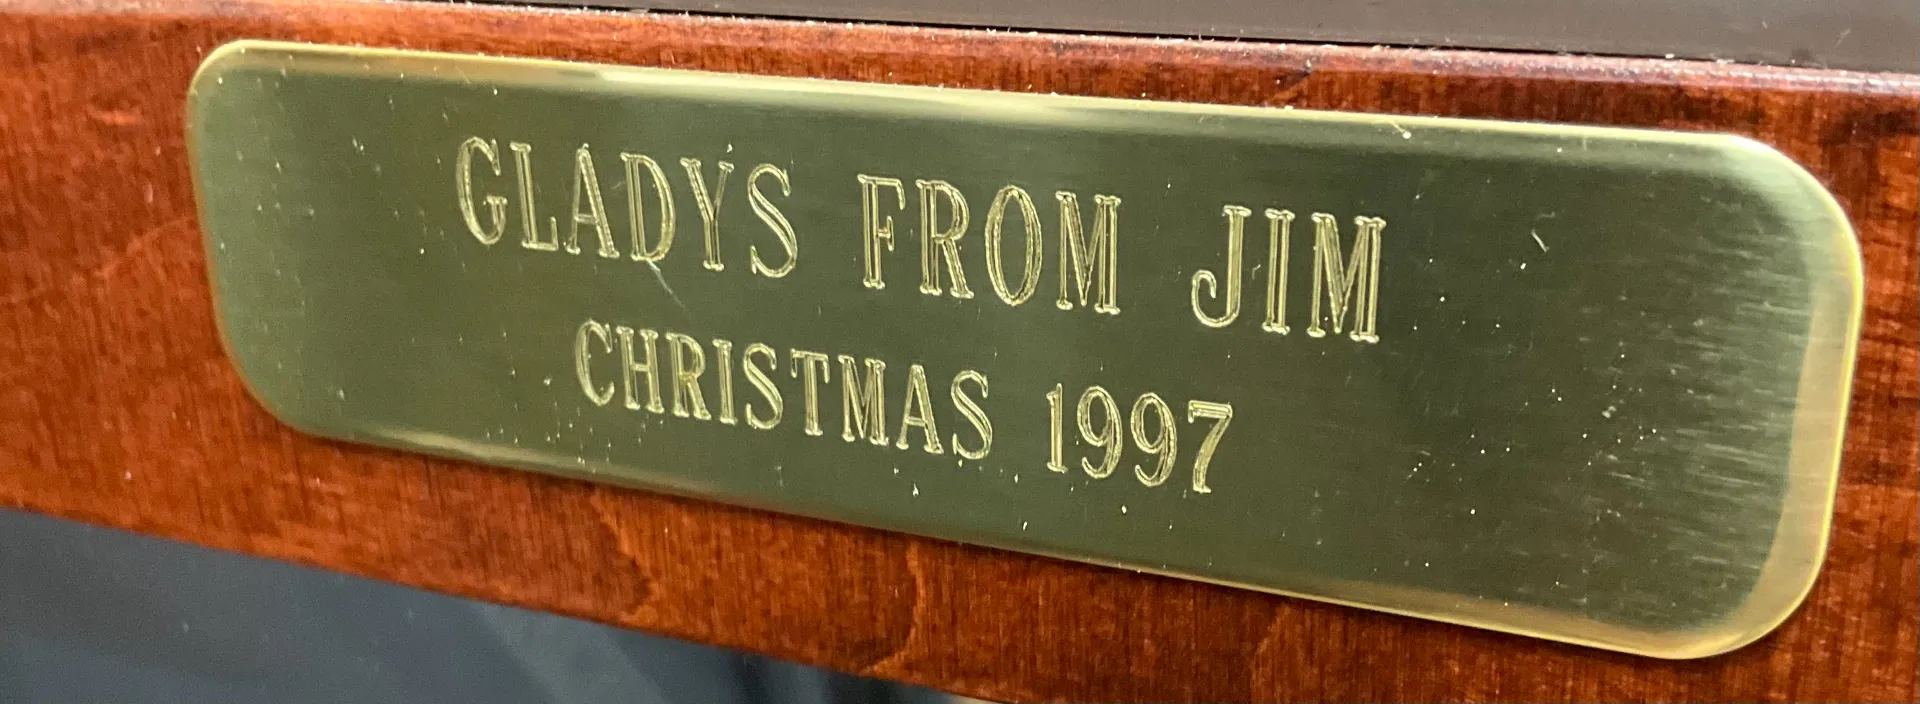 GLADYS FROM JIM
CHRISTMAS 1997